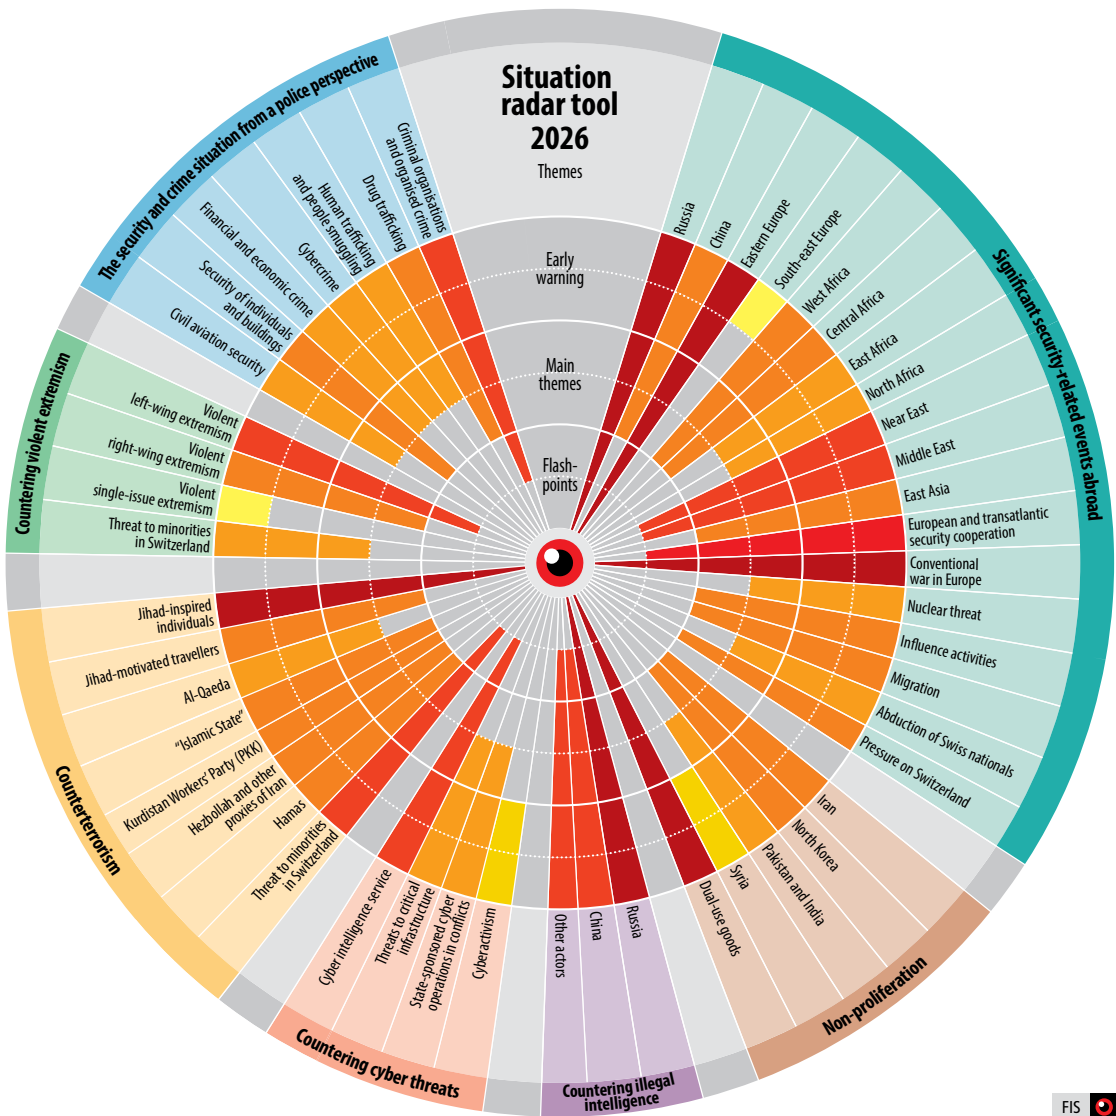 Situation
radar tool
2026
Themes
Early
warning
Main
themes
Flash-
points
Significant security-related events abroad
Russia
China
Eastern Europe
South-east Europe
West Africa
Central Africa
East Africa
North Africa
Near East
Middle East
East Asia
European and transatlantic
security cooperation
Conventional
war in Europe
Nuclear threat
Influence activities
Migration
Abduction of Swiss nationals
Pressure on Switzerland
Non-proliferation
Iran
North Korea
Pakistan and India
Syria
Dual-use goods
Countering illegal
intelligence
Russia
China
Other actors
Countering cyber threats
Cyberactivism
State-sponsored cyber
operations in conflicts
Threats to critical
infrastructure
Cyber intelligence service
Counterterrorism
Threat to minorities
in Switzerland
Hamas
Hezbollah and other
proxies of Iran
Kurdistan Workers' Party (PKK)
"Islamic State"
Al-Qaeda
Jihad-motivated travellers
Jihad-inspired
individuals
Countering violent extremism
Threat to minorities
in Switzerland
Violent
single-issue extremism
Violent
right-wing extremism
Violent
left-wing extremism
The security and crime situation from a police perspective
Civil aviation security
Security of individuals
and buildings
Financial and economic crime
Cybercrime
Human trafficking
and people smuggling
Drug trafficking
Criminal organisations
and organised crime
FIS